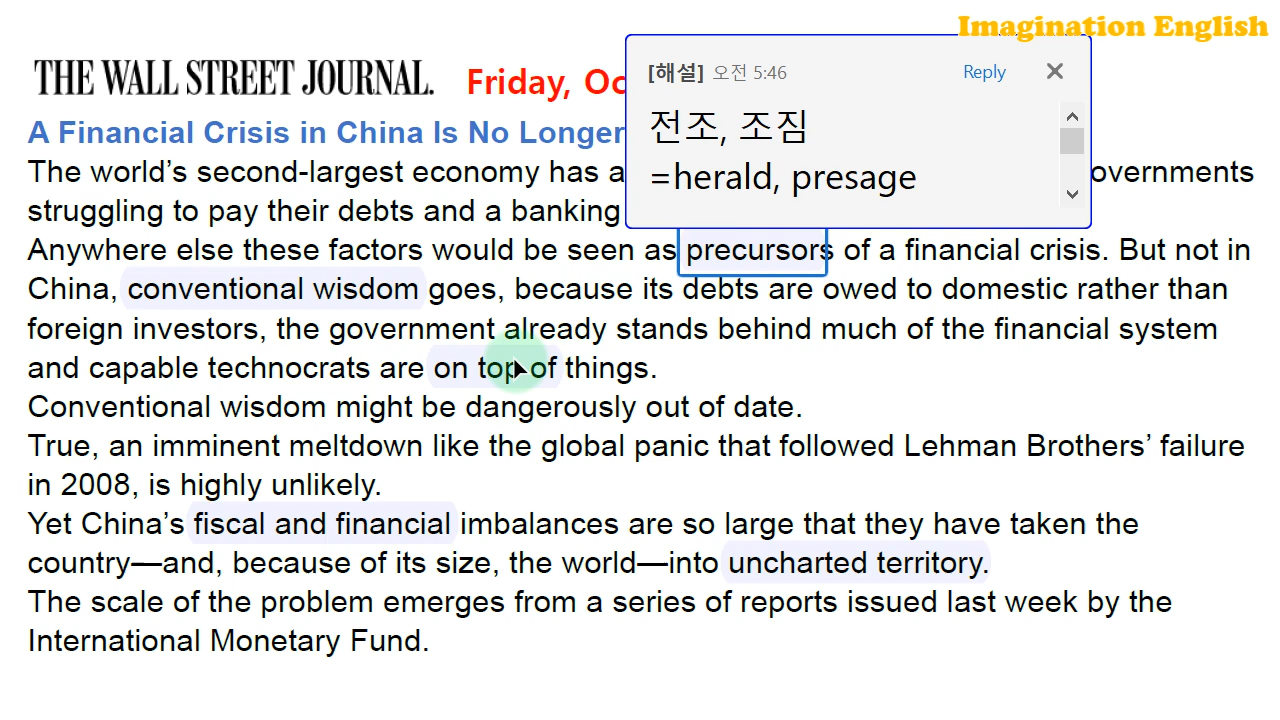 Imagination English
THE WALL STREET JOURNAL. Friday, Oc
[해설] 오전 5:46 Reply
전조, 조짐
=herald, presage
A Financial Crisis in China Is No Longer
The world’s second-largest economy has a overnments
struggling to pay their debts and a banking
Anywhere else these factors would be seen as precursors of a financial crisis. But not in
China, conventional wisdom goes, because its debts are owed to domestic rather than
foreign investors, the government already stands behind much of the financial system
and capable technocrats are on top of things.
Conventional wisdom might be dangerously out of date.
True, an imminent meltdown like the global panic that followed Lehman Brothers’ failure
in 2008, is highly unlikely.
Yet China’s fiscal and financial imbalances are so large that they have taken the
country—and, because of its size, the world—into uncharted territory.
The scale of the problem emerges from a series of reports issued last week by the
International Monetary Fund.